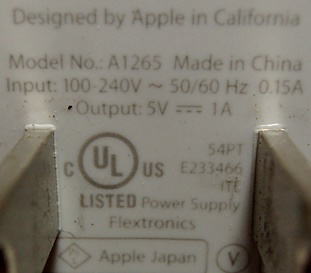 Designed by Apple in California
Model No.: A1265 Made in China
Input: 100-240V ~ 50/60 Hz 0.15A
Output: 5V ⎓ 1A
C UL US
54PT
E233466
ITE
LISTED Power Supply
Flextronics
Apple Japan
V